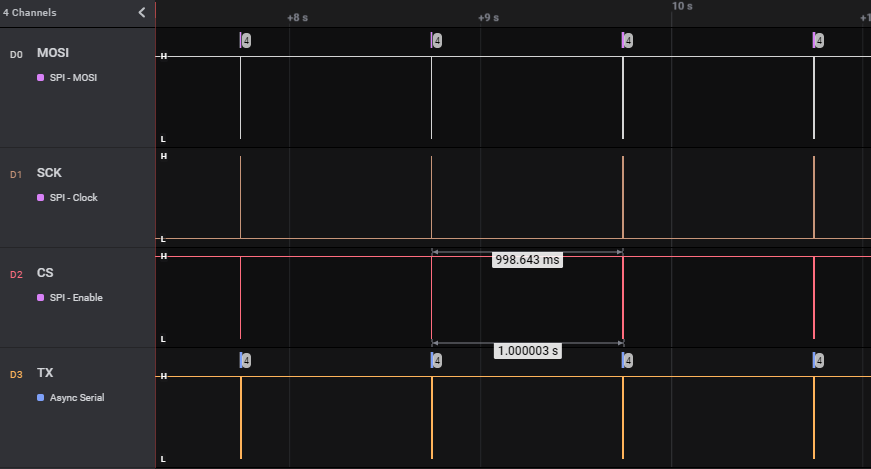 4 Channels
+8 s
+9 s
10 s
+1
D0 MOSI
SPI - MOSI
H
L
4
4
4
4
D1 SCK
SPI - Clock
H
L
D2 CS
SPI - Enable
H
L
998.643 ms
1.000003 s
D3 TX
Async Serial
H
L
4
4
4
4